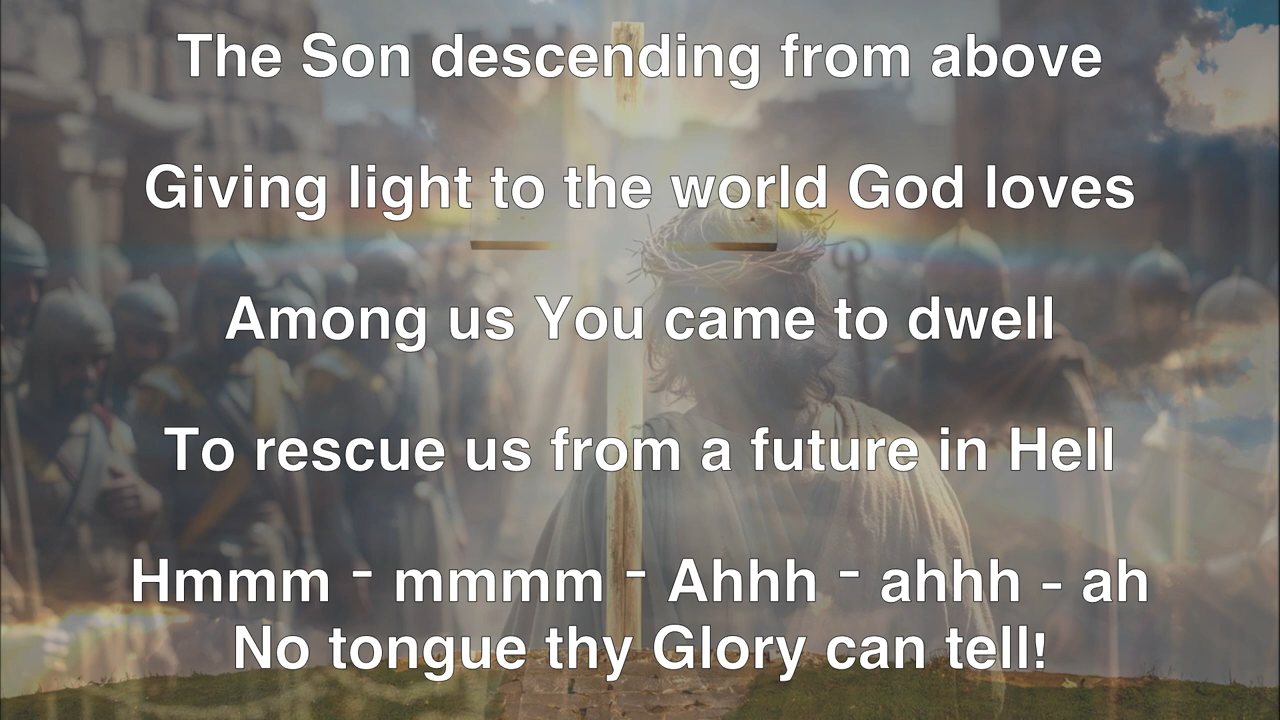 The Son descending from above
Giving light to the world God loves
Among us You came to dwell
To rescue us from a future in Hell
Hmmm - mmmm - Ahhh - ahhh - ah
No tongue thy Glory can tell!